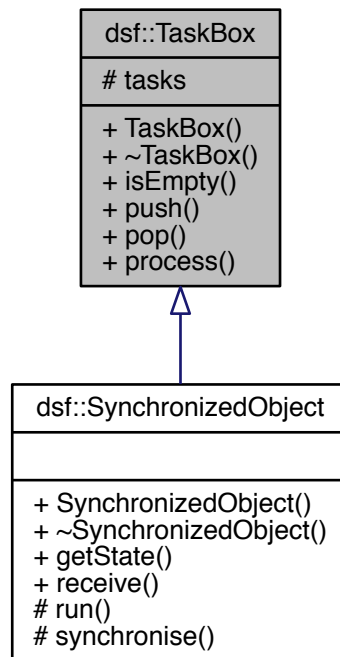 dsf::TaskBox
# tasks
+ TaskBox()
+ ~TaskBox()
+ isEmpty()
+ push()
+ pop()
+ process()
dsf::SynchronizedObject
+ SynchronizedObject()
+ ~SynchronizedObject()
+ getState()
+ receive()
# run()
# synchronise()